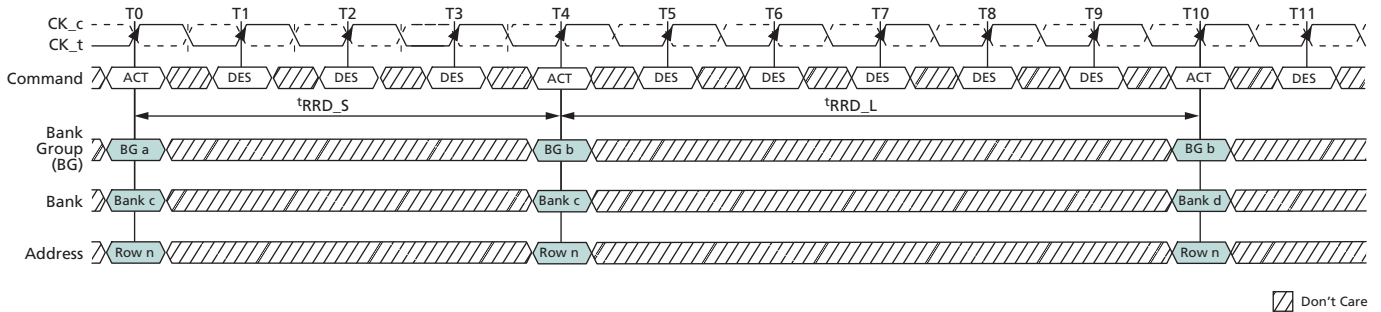 T0 T1 T2 T3 T4 T5 T6 T7 T8 T9 T10 T11
CK_c
CK_t
Command ACT DES DES DES ACT DES DES DES DES DES ACT DES
tRRD_S tRRD_L
Bank
Group
(BG)
BG a BG b BG b
Bank Bank c Bank c Bank d
Address Row n Row n Row n
Don't Care